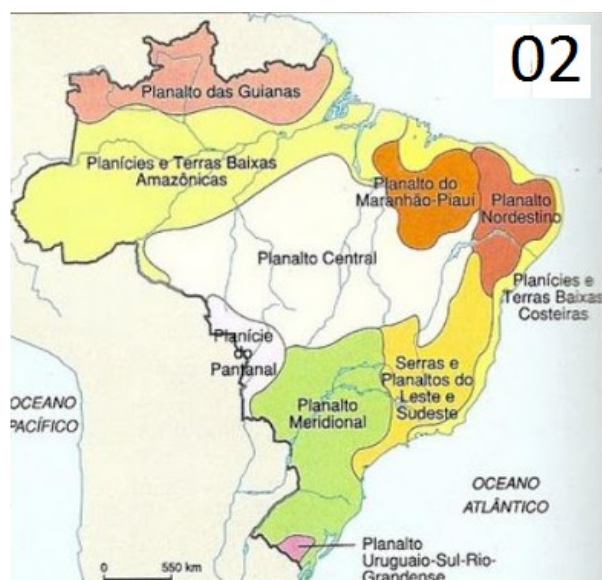 02
Planalto das Guianas
Planícies e Terras Baixas
Amazônicas
Planalto do
Maranhão-Piauí
Planalto
Nordestino
Planalto Central
Planícies e
Terras Baixas
Costeiras
Planície
do
Pantanal
Serras e
Planaltos do
Leste e
Sudeste
Planalto
Meridional
OCEANO
PACÍFICO
OCEANO
ATLÂNTICO
Planalto
Uruguaio-Sul-Rio-
Grandense
0 550 km